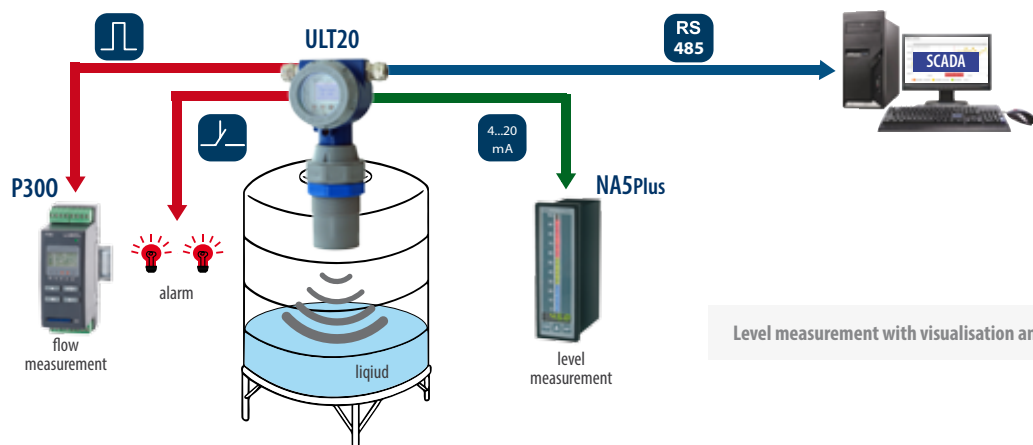 ULT20
RS
485
SCADA
4...20
mA
P300
NA5Plus
alarm
flow
measurement
liqiud
level
measurement
Level measurement with visualisation an